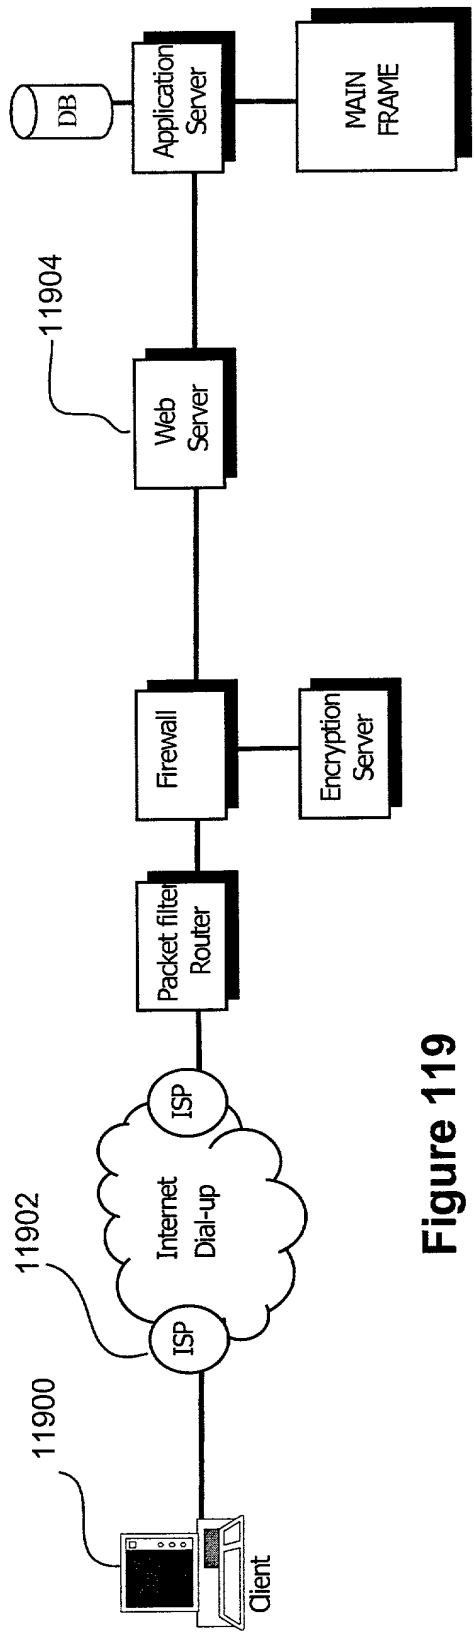 11900
Client
11902
ISP
Internet
Dial-up
ISP
Packet filter
Router
Firewall
Encryption
Server
11904
Web
Server
DB
Application
Server
MAIN
FRAME
Figure 119